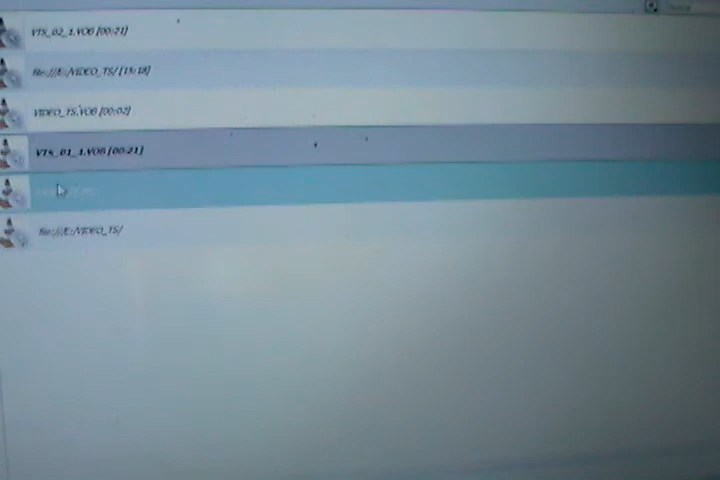 VTS_02_1.VOB [00:21]
file:///E:/VIDEO_TS/ [15:18]
VIDEO_TS.VOB [00:02]
VTS_01_1.VOB [00:21]
file:///E:/VIDEO_TS/